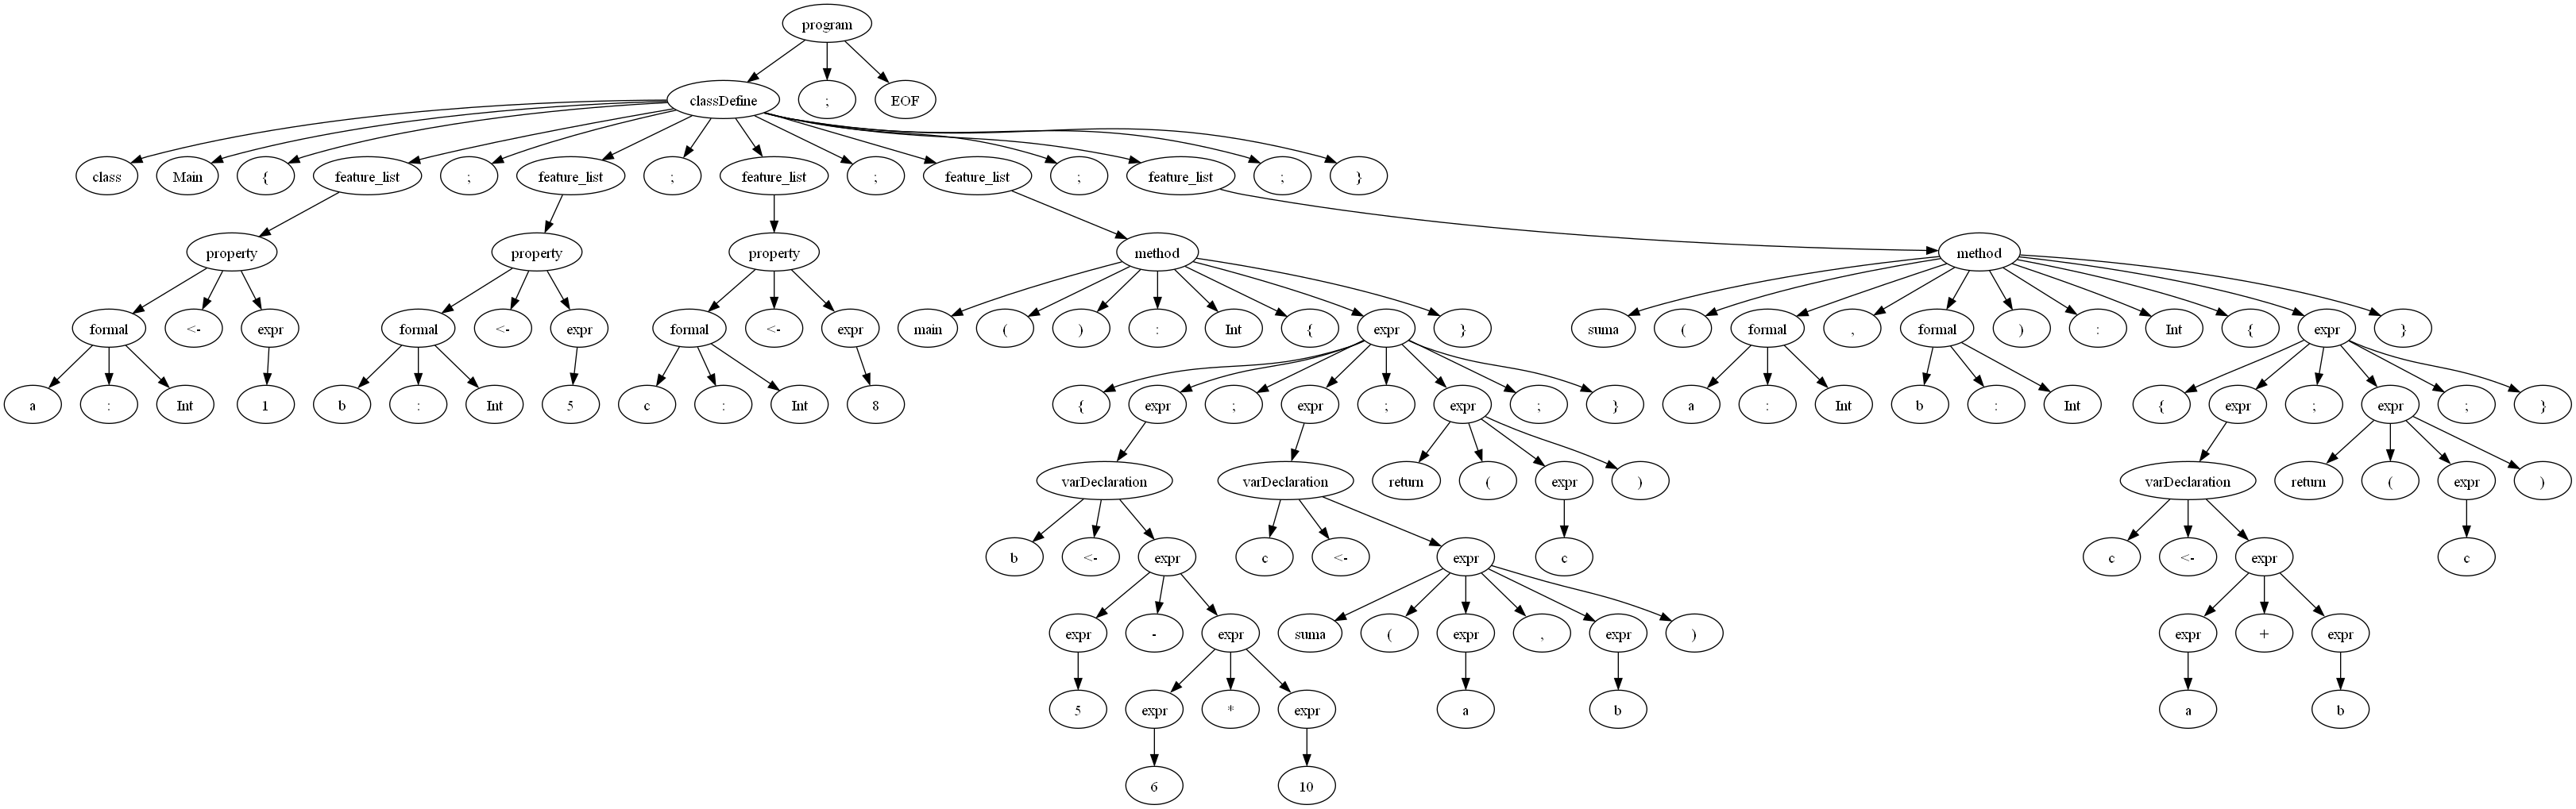 program
classDefine ; EOF
class Main { feature_list ; feature_list ; feature_list ; feature_list ; feature_list ; }
property property property method method
formal <- expr formal <- expr formal <- expr main ( ) : Int { expr } suma ( formal , formal ) : Int { expr }
a : Int 1 b : Int 5 c : Int 8 { expr ; expr ; expr ; } a : Int b : Int { expr ; expr ; }
varDeclaration varDeclaration return ( expr ) varDeclaration return ( expr )
b <- expr c <- expr c c <- expr c
expr - expr suma ( expr , expr ) expr + expr
5 expr * expr a b a b
6 10